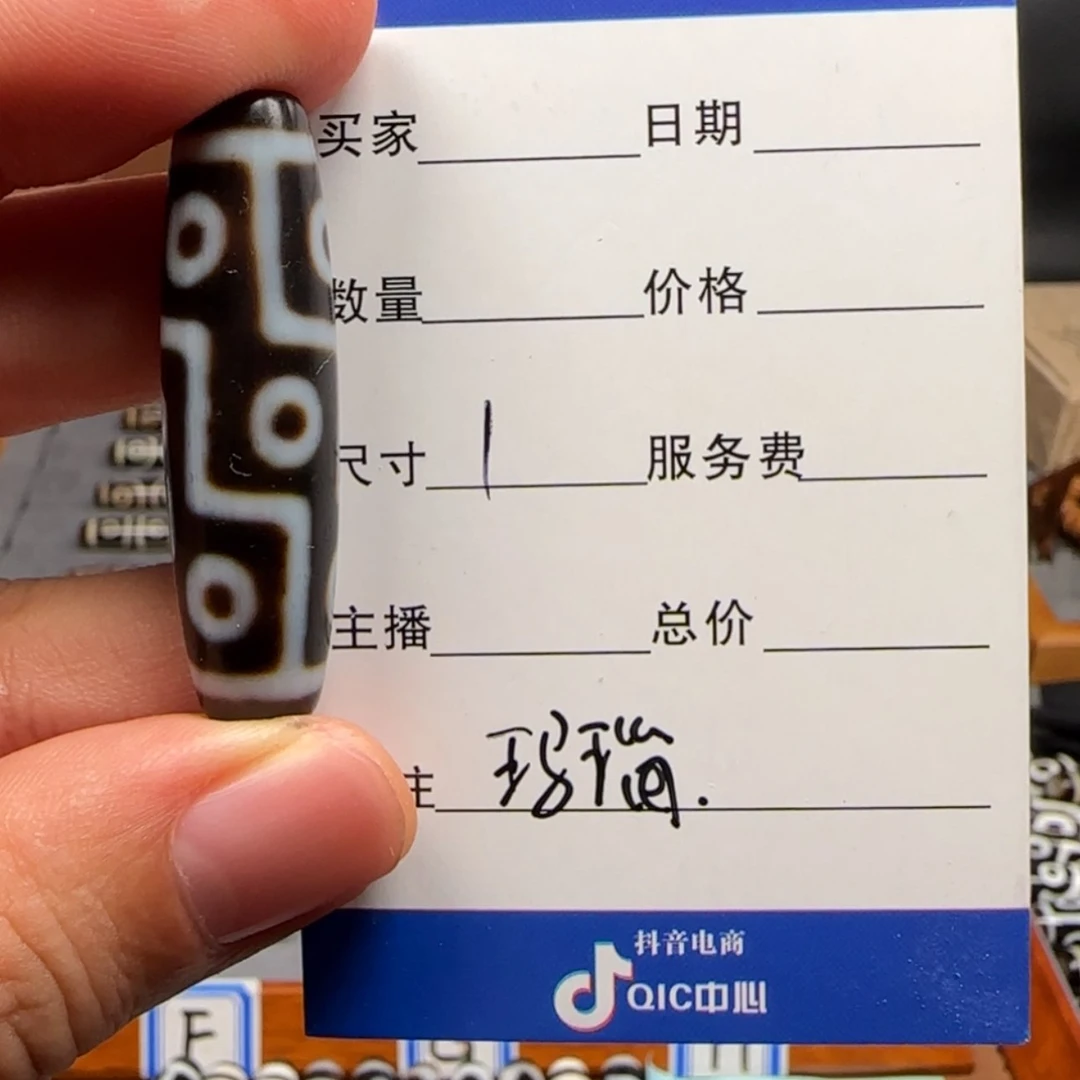 买家 日期
数量 价格
尺寸 1 服务费
主播 总价
注 玛瑙.
抖音电商
QIC中心
F